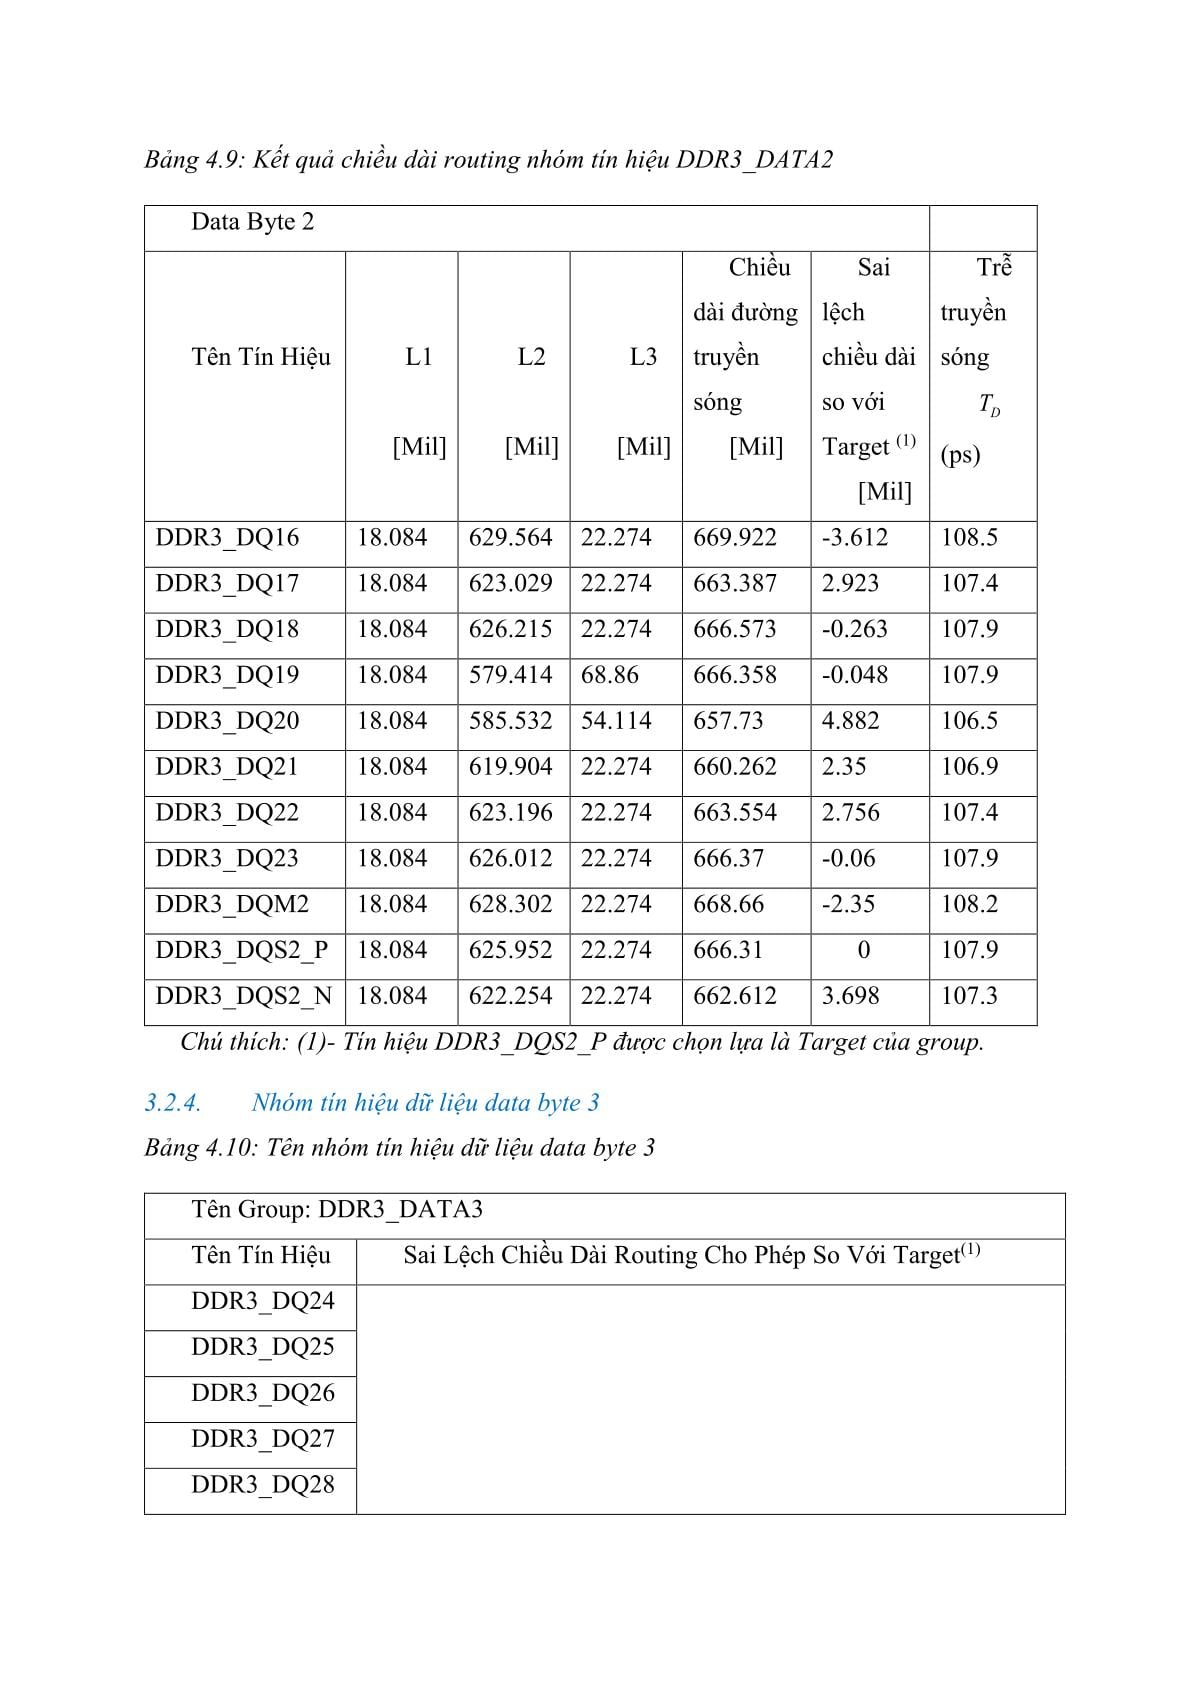 Bảng 4.9: Kết quả chiều dài routing nhóm tín hiệu DDR3_DATA2
Data Byte 2
Tên Tín Hiệu
L1
[Mil]
L2
[Mil]
L3
[Mil]
Chiều
dài đường
truyền
sóng
[Mil]
Sai
lệch
chiều dài
so với
Target (1)
[Mil]
Trễ
truyền
sóng
T_D
(ps)
DDR3_DQ16 18.084 629.564 22.274 669.922 -3.612 108.5
DDR3_DQ17 18.084 623.029 22.274 663.387 2.923 107.4
DDR3_DQ18 18.084 626.215 22.274 666.573 -0.263 107.9
DDR3_DQ19 18.084 579.414 68.86 666.358 -0.048 107.9
DDR3_DQ20 18.084 585.532 54.114 657.73 4.882 106.5
DDR3_DQ21 18.084 619.904 22.274 660.262 2.35 106.9
DDR3_DQ22 18.084 623.196 22.274 663.554 2.756 107.4
DDR3_DQ23 18.084 626.012 22.274 666.37 -0.06 107.9
DDR3_DQM2 18.084 628.302 22.274 668.66 -2.35 108.2
DDR3_DQS2_P 18.084 625.952 22.274 666.31 0 107.9
DDR3_DQS2_N 18.084 622.254 22.274 662.612 3.698 107.3
Chú thích: (1)- Tín hiệu DDR3_DQS2_P được chọn lựa là Target của group.
3.2.4. Nhóm tín hiệu dữ liệu data byte 3
Bảng 4.10: Tên nhóm tín hiệu dữ liệu data byte 3
Tên Group: DDR3_DATA3
Tên Tín Hiệu Sai Lệch Chiều Dài Routing Cho Phép So Với Target(1)
DDR3_DQ24
DDR3_DQ25
DDR3_DQ26
DDR3_DQ27
DDR3_DQ28